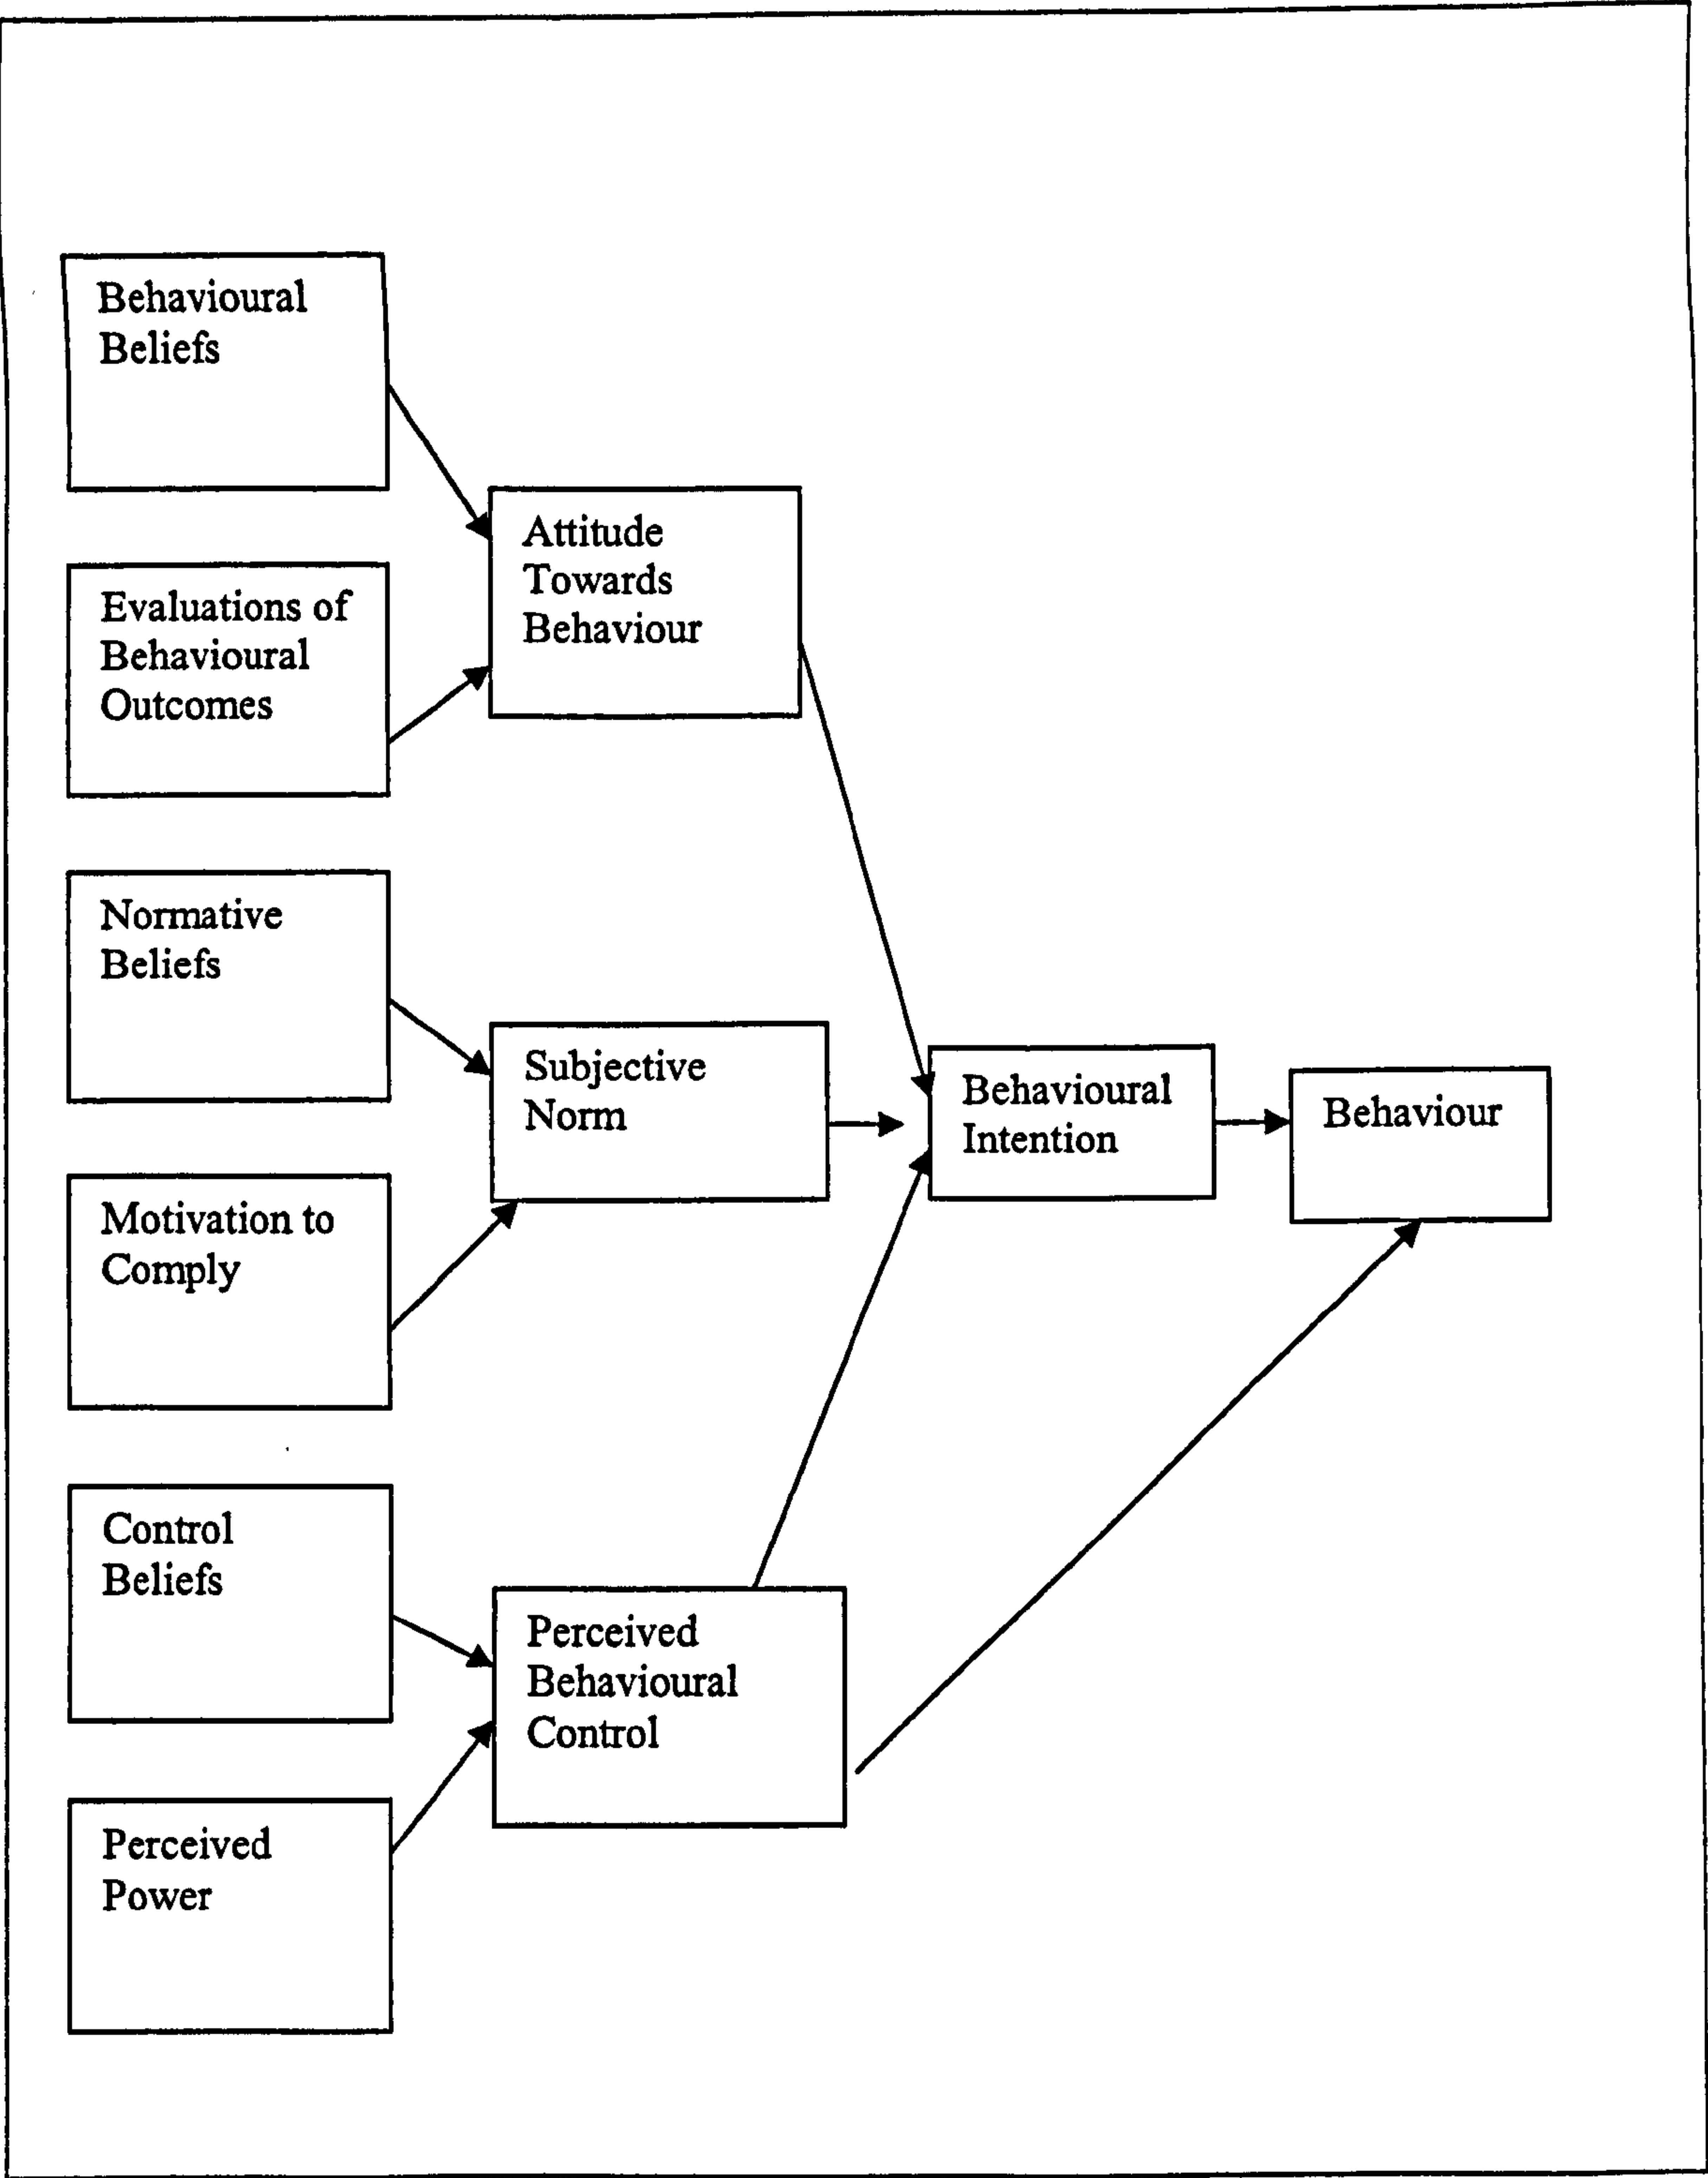 Behavioural
Beliefs
Evaluations of
Behavioural
Outcomes
Attitude
Towards
Behaviour
Normative
Beliefs
Subjective
Norm
Motivation to
Comply
Behavioural
Intention
Behaviour
Control
Beliefs
Perceived
Behavioural
Control
Perceived
Power